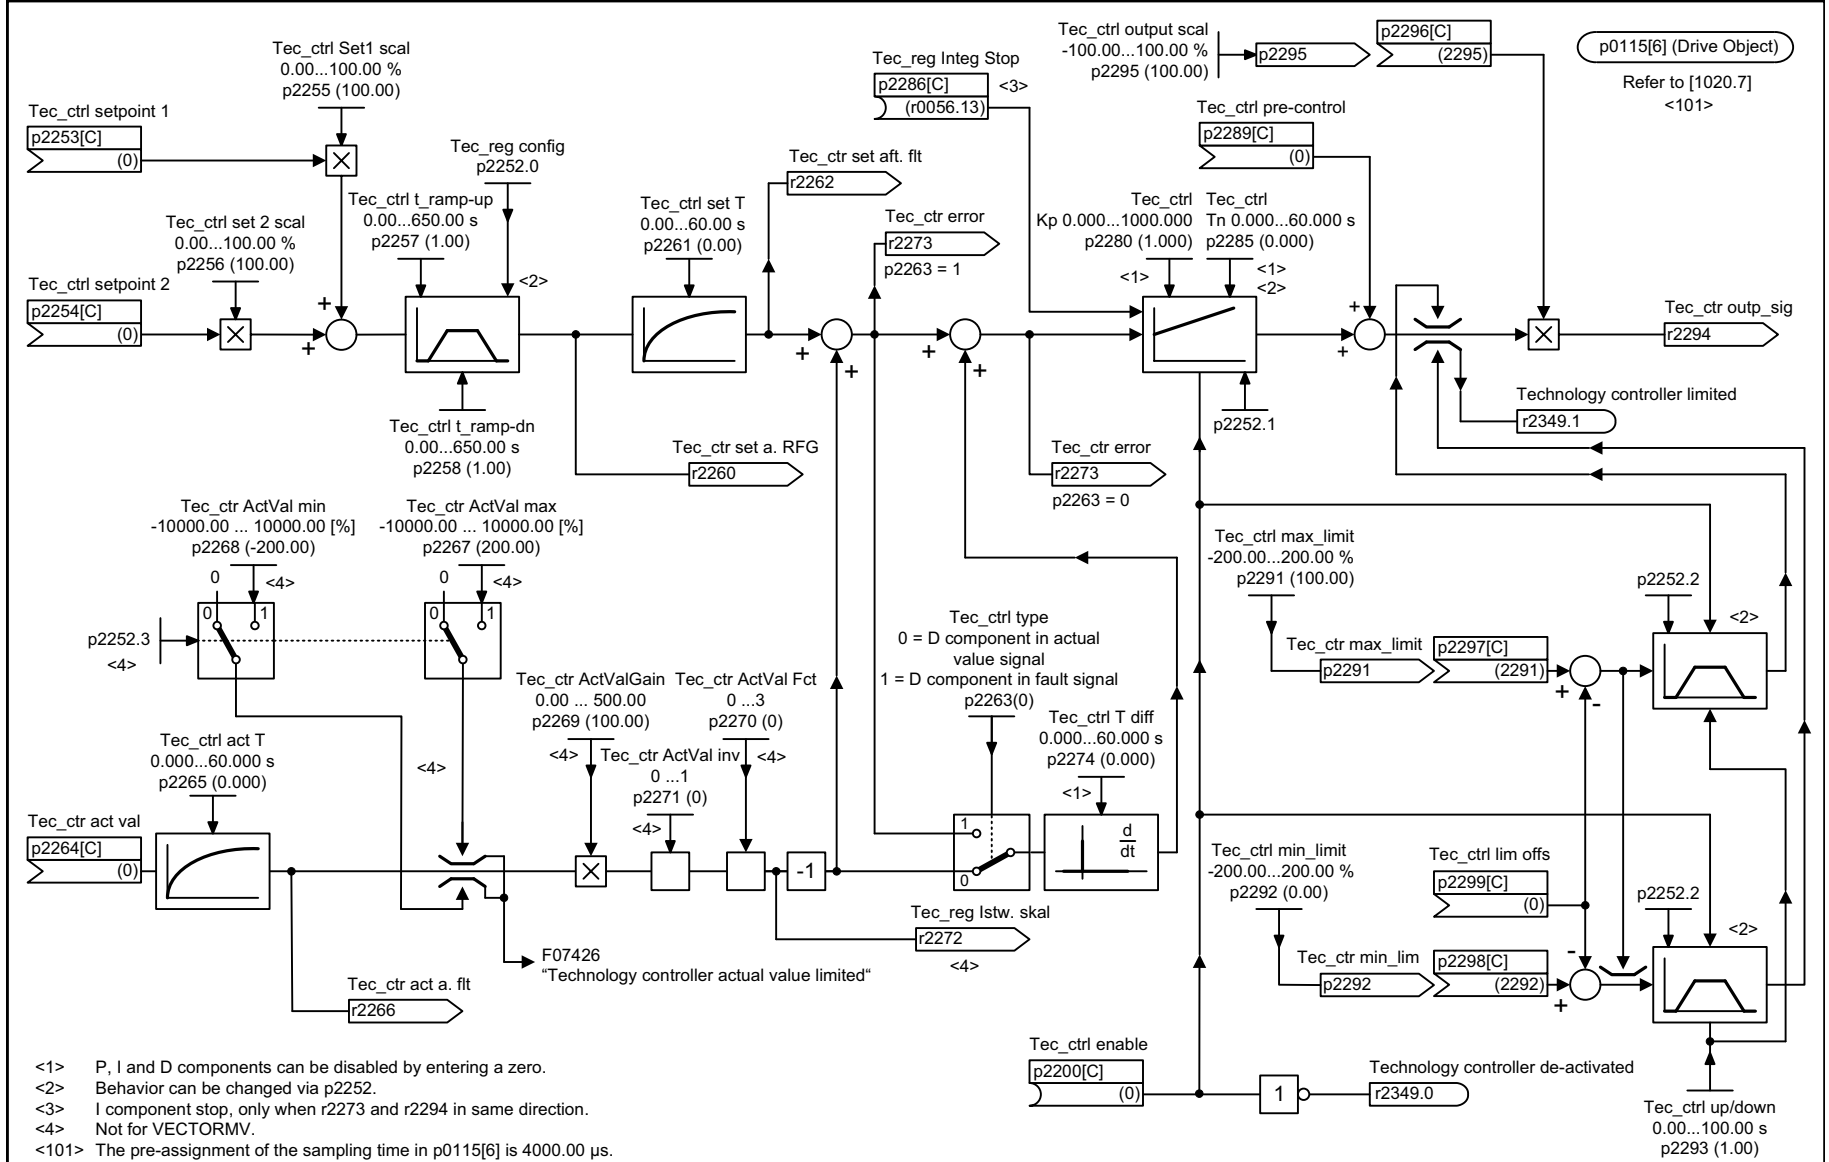 Tec_ctrl Set1 scal
0.00...100.00 %
p2255 (100.00)
Tec_ctrl setpoint 1
p2253[C]
(0)
Tec_ctrl set 2 scal
0.00...100.00 %
p2256 (100.00)
Tec_ctrl setpoint 2
p2254[C]
(0)
+
+
Tec_reg config
p2252.0
Tec_ctrl t_ramp-up
0.00...650.00 s
p2257 (1.00)
<2>
Tec_ctrl t_ramp-dn
0.00...650.00 s
p2258 (1.00)
Tec_ctrl set T
0.00...60.00 s
p2261 (0.00)
Tec_ctr set a. RFG
r2260
Tec_ctr set aft. flt
r2262
Tec_ctr error
r2273
p2263 = 1
+
+
+
+
Tec_reg Integ Stop
p2286[C]
<3>
(r0056.13)
Tec_ctr error
r2273
p2263 = 0
Tec_ctrl
Kp 0.000...1000.000
p2280 (1.000)
<1>
Tec_ctrl
Tn 0.000...60.000 s
p2285 (0.000)
<1>
<2>
p2252.1
Tec_ctrl output scal
-100.00...100.00 %
p2295 (100.00)
p2295
p2296[C]
(2295)
Tec_ctrl pre-control
p2289[C]
(0)
+
+
p0115[6] (Drive Object)
Refer to [1020.7]
<101>
Tec_ctr outp_sig
r2294
Technology controller limited
r2349.1
Tec_ctr ActVal min
-10000.00 ... 10000.00 [%]
p2268 (-200.00)
0
<4>
0
1
p2252.3
<4>
Tec_ctr ActVal max
-10000.00 ... 10000.00 [%]
p2267 (200.00)
0
<4>
0
1
<4>
Tec_ctrl act T
0.000...60.000 s
p2265 (0.000)
Tec_ctr act val
p2264[C]
(0)
Tec_ctr act a. flt
r2266
F07426
“Technology controller actual value limited“
Tec_ctr ActValGain
0.00 ... 500.00
p2269 (100.00)
<4>
Tec_ctr ActVal inv
0 ...1
p2271 (0)
<4>
Tec_ctr ActVal Fct
0 ...3
p2270 (0)
<4>
-1
Tec_reg Istw. skal
r2272
<4>
Tec_ctrl type
0 = D component in actual
value signal
1 = D component in fault signal
p2263(0)
1
0
Tec_ctrl T diff
0.000...60.000 s
p2274 (0.000)
<1>
d
dt
Tec_ctrl max_limit
-200.00...200.00 %
p2291 (100.00)
Tec_ctr max_limit
p2291
p2297[C]
(2291)
+
-
p2252.2
<2>
Tec_ctrl min_limit
-200.00...200.00 %
p2292 (0.00)
Tec_ctr min_lim
p2292
Tec_ctrl lim offs
p2299[C]
(0)
p2298[C]
(2292)
-
+
p2252.2
<2>
Tec_ctrl enable
p2200[C]
(0)
1
Technology controller de-activated
r2349.0
Tec_ctrl up/down
0.00...100.00 s
p2293 (1.00)
<1> P, I and D components can be disabled by entering a zero.
<2> Behavior can be changed via p2252.
<3> I component stop, only when r2273 and r2294 in same direction.
<4> Not for VECTORMV.
<101> The pre-assignment of the sampling time in p0115[6] is 4000.00 µs.